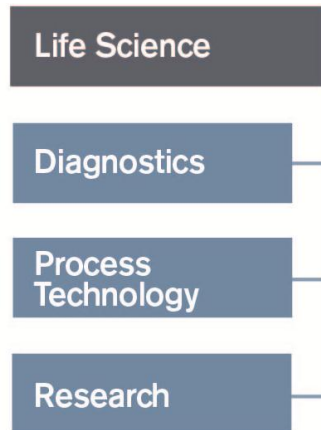 Life Science
Diagnostics
Process
Technology
Research